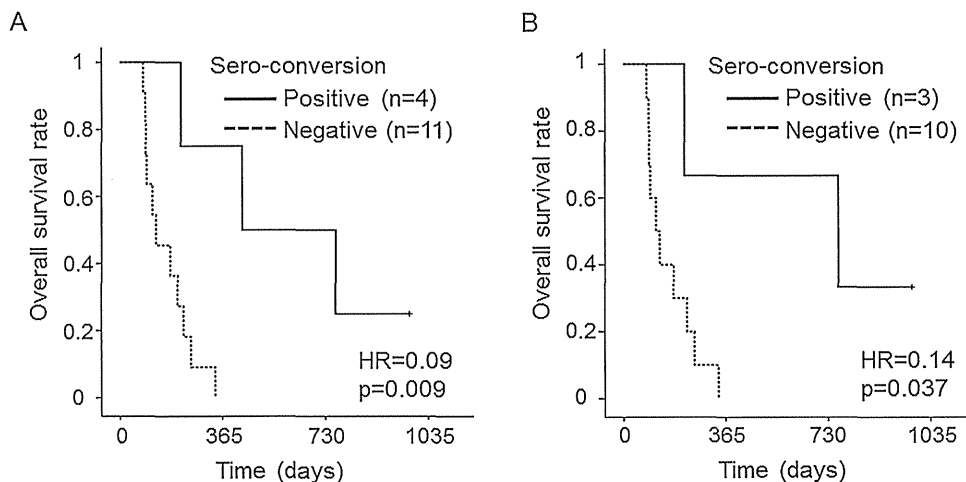 A
Overall survival rate
1
0.8
0.6
0.4
0.2
0
Sero-conversion
Positive (n=4)
Negative (n=11)
HR=0.09
p=0.009
0 365 730 1035
Time (days)
B
Overall survival rate
1
0.8
0.6
0.4
0.2
0
Sero-conversion
Positive (n=3)
Negative (n=10)
HR=0.14
p=0.037
0 365 730 1035
Time (days)